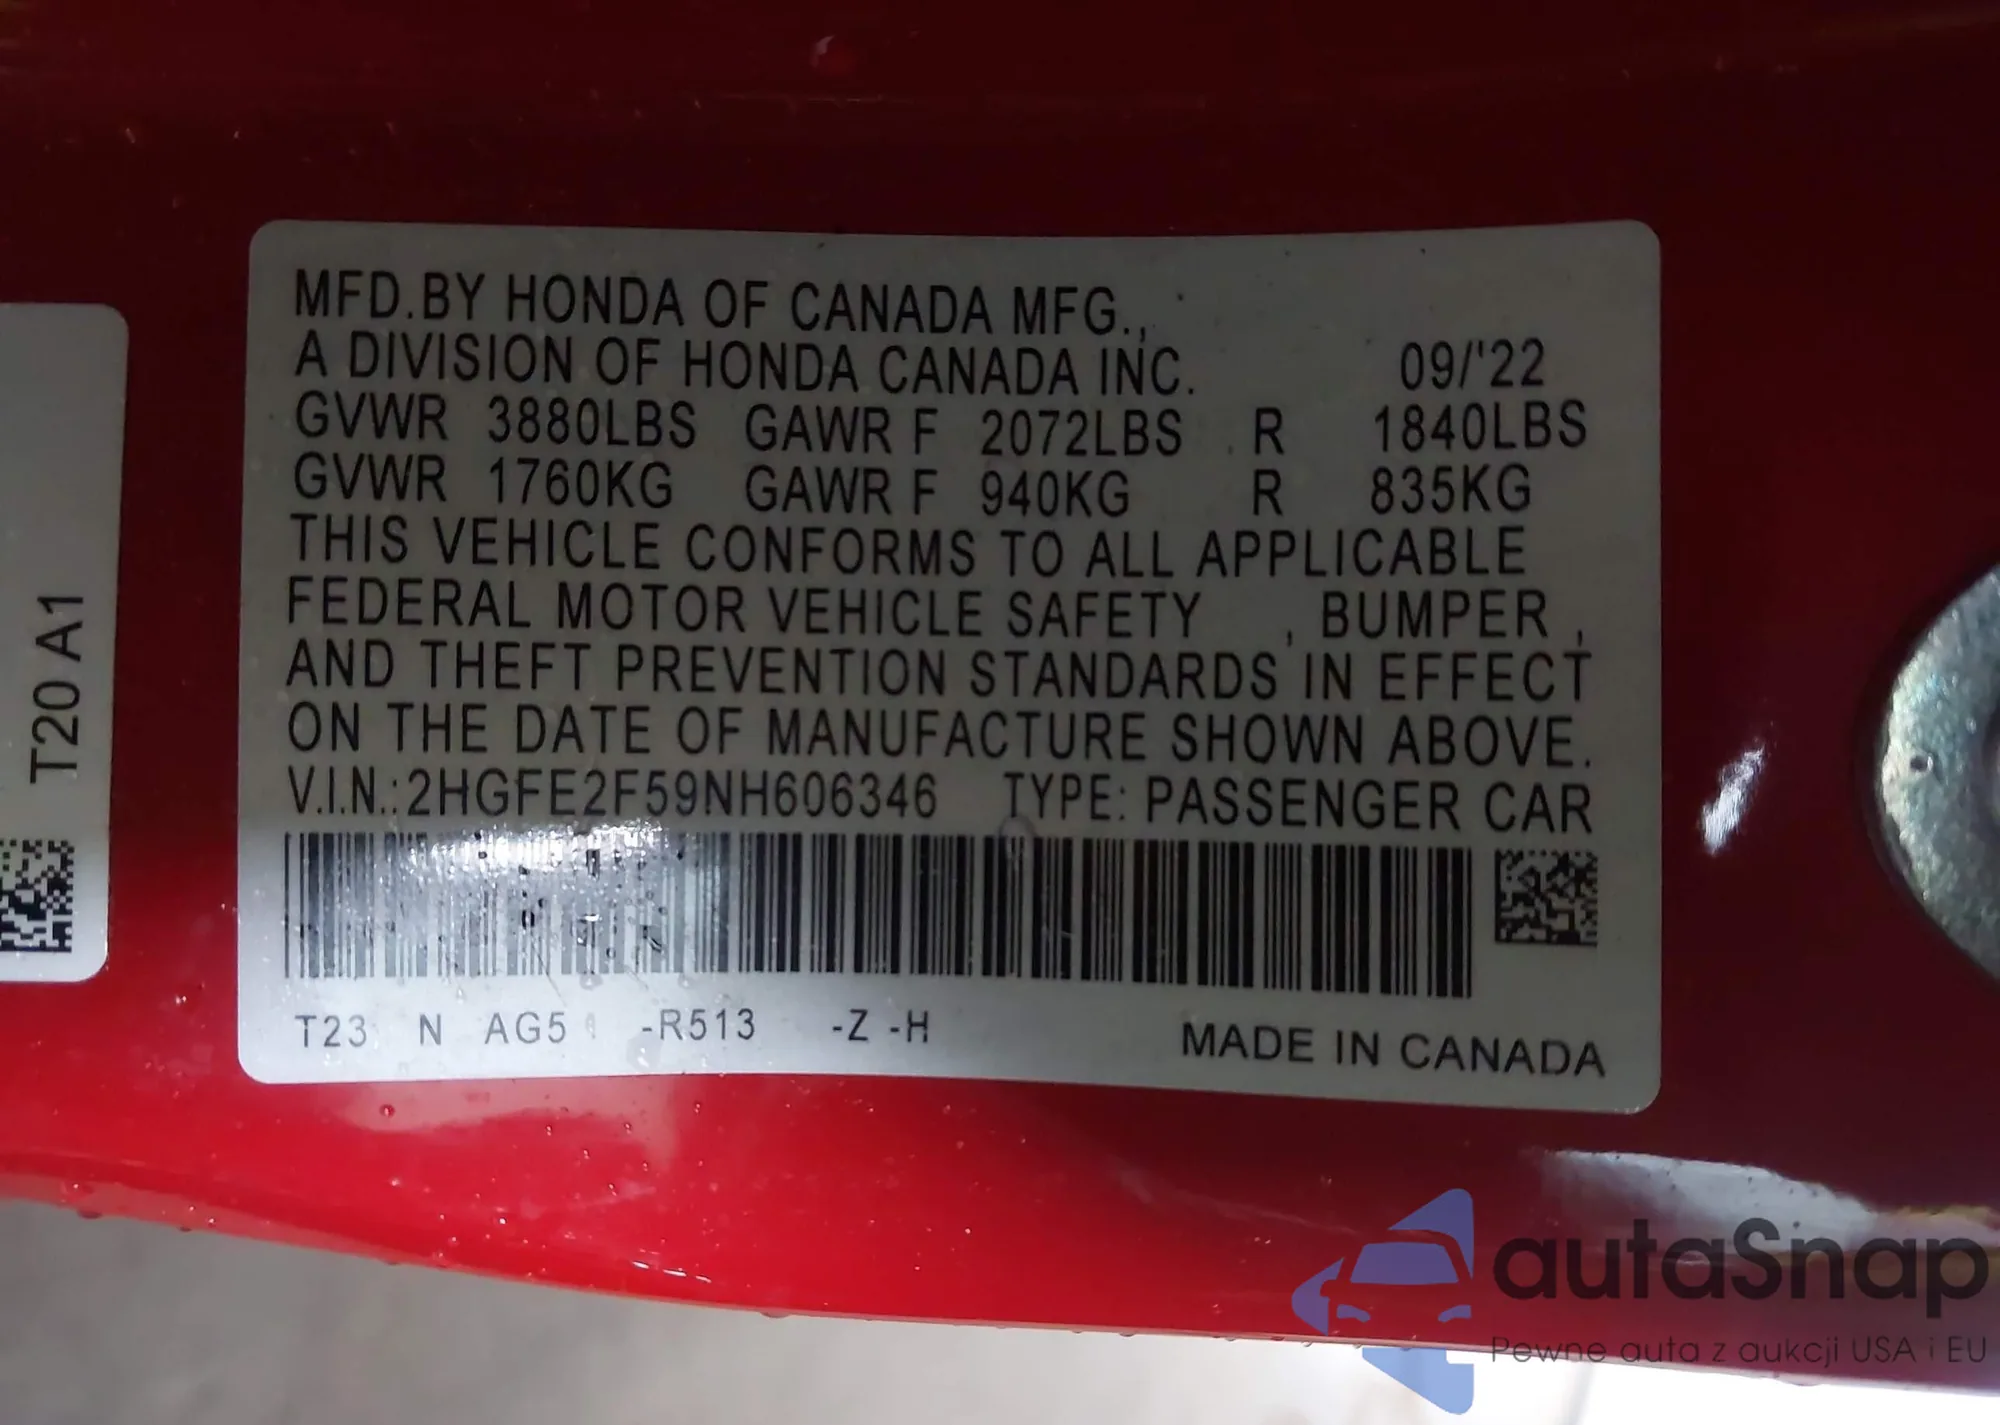 MFD.BY HONDA OF CANADA MFG.,
A DIVISION OF HONDA CANADA INC. 09/'22
GVWR 3880LBS GAWR F 2072LBS R 1840LBS
GVWR 1760KG GAWR F 940KG R 835KG
THIS VEHICLE CONFORMS TO ALL APPLICABLE
FEDERAL MOTOR VEHICLE SAFETY , BUMPER ,
AND THEFT PREVENTION STANDARDS IN EFFECT
ON THE DATE OF MANUFACTURE SHOWN ABOVE.
V.I.N.:2HGFE2F59NH606346 TYPE: PASSENGER CAR
T23 N AG5 -R513 -Z -H MADE IN CANADA
T20 A1
autaSnap
Pewne auta z aukcji USA i EU